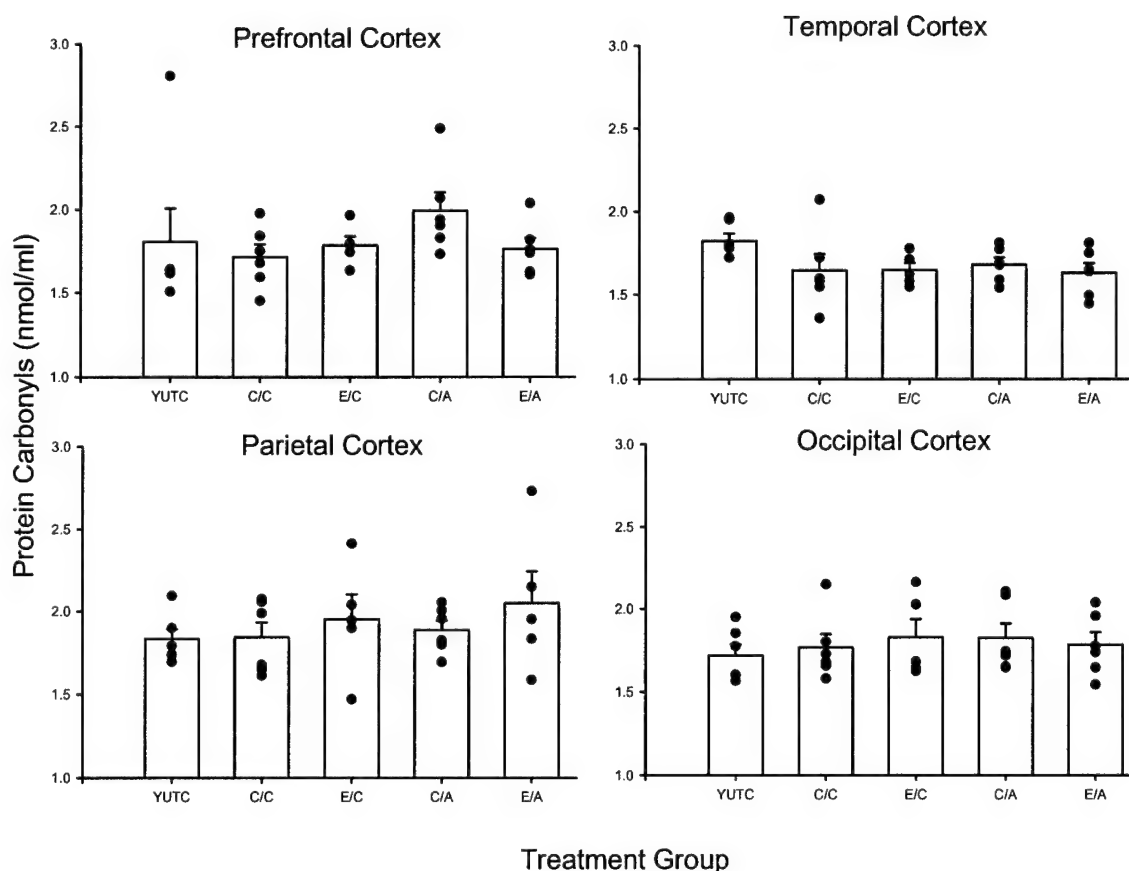 Prefrontal Cortex
3.0
2.5
2.0
1.5
1.0
YUTC C/C E/C C/A E/A
Temporal Cortex
3.0
2.5
2.0
1.5
1.0
YUTC C/C E/C C/A E/A
Protein Carbonyls (nmol/ml)
Parietal Cortex
3.0
2.5
2.0
1.5
1.0
YUTC C/C E/C C/A E/A
Occipital Cortex
3.0
2.5
2.0
1.5
1.0
YUTC C/C E/C C/A E/A
Treatment Group